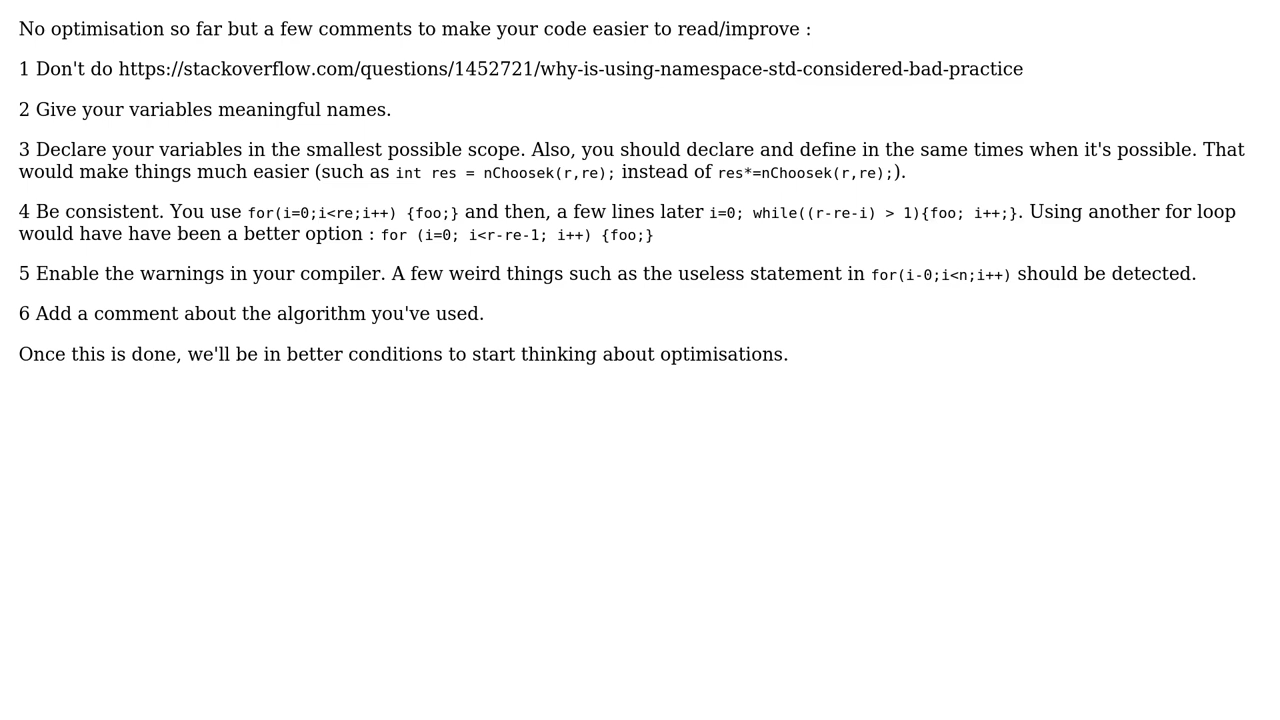 No optimisation so far but a few comments to make your code easier to read/improve :
1 Don't do https://stackoverflow.com/questions/1452721/why-is-using-namespace-std-considered-bad-practice
2 Give your variables meaningful names.
3 Declare your variables in the smallest possible scope. Also, you should declare and define in the same times when it's possible. That
would make things much easier (such as int res = nChoosek(r,re); instead of res*=nChoosek(r,re);).
4 Be consistent. You use for(i=0;i<re;i++) {foo;} and then, a few lines later i=0; while((r-re-i) > 1){foo; i++;}. Using another for loop
would have have been a better option : for (i=0; i<r-re-1; i++) {foo;}
5 Enable the warnings in your compiler. A few weird things such as the useless statement in for(i-0;i<n;i++) should be detected.
6 Add a comment about the algorithm you've used.
Once this is done, we'll be in better conditions to start thinking about optimisations.